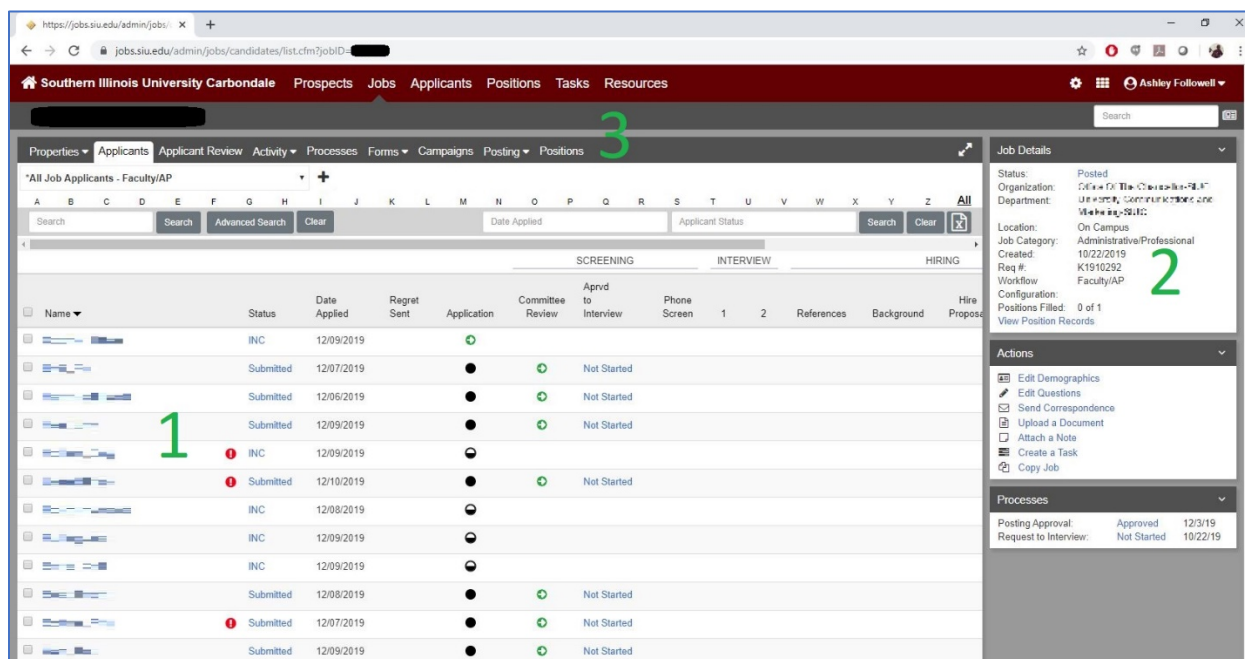 https://jobs.siu.edu/admin/jobs/
jobs.siu.edu/admin/jobs/candidates/list.cfm?jobID=
Southern Illinois University Carbondale Prospects Jobs Applicants Positions Tasks Resources Ashley Followell
Search
3
Properties Applicants Applicant Review Activity Processes Forms Campaigns Posting Positions
*All Job Applicants - Faculty/AP
A B C D E F G H I J K L M N O P Q R S T U V W X Y Z All
Search Search Advanced Search Clear Date Applied Applicant Status Search Clear
SCREENING INTERVIEW HIRING
Name Status Date Applied Regret Sent Application Committee Review Aprvd to Interview Phone Screen 1 2 References Background Hire Proposa
INC 12/09/2019
Submitted 12/07/2019 Not Started
Submitted 12/06/2019 Not Started
Submitted 12/09/2019 Not Started
1
INC 12/09/2019
Submitted 12/10/2019 Not Started
INC 12/08/2019
INC 12/09/2019
INC 12/09/2019
Submitted 12/08/2019 Not Started
Submitted 12/07/2019 Not Started
Submitted 12/09/2019 Not Started
Job Details
Status: Posted
Organization: Office Of The Chancellor-SIUC
Department: University Communications and
Marketing-SIUC
Location: On Campus
Job Category: Administrative/Professional
Created: 10/22/2019
Req #: K1910292
Workflow Faculty/AP
Configuration:
Positions Filled: 0 of 1
View Position Records
2
Actions
Edit Demographics
Edit Questions
Send Correspondence
Upload a Document
Attach a Note
Create a Task
Copy Job
Processes
Posting Approval: Approved 12/3/19
Request to Interview: Not Started 10/22/19